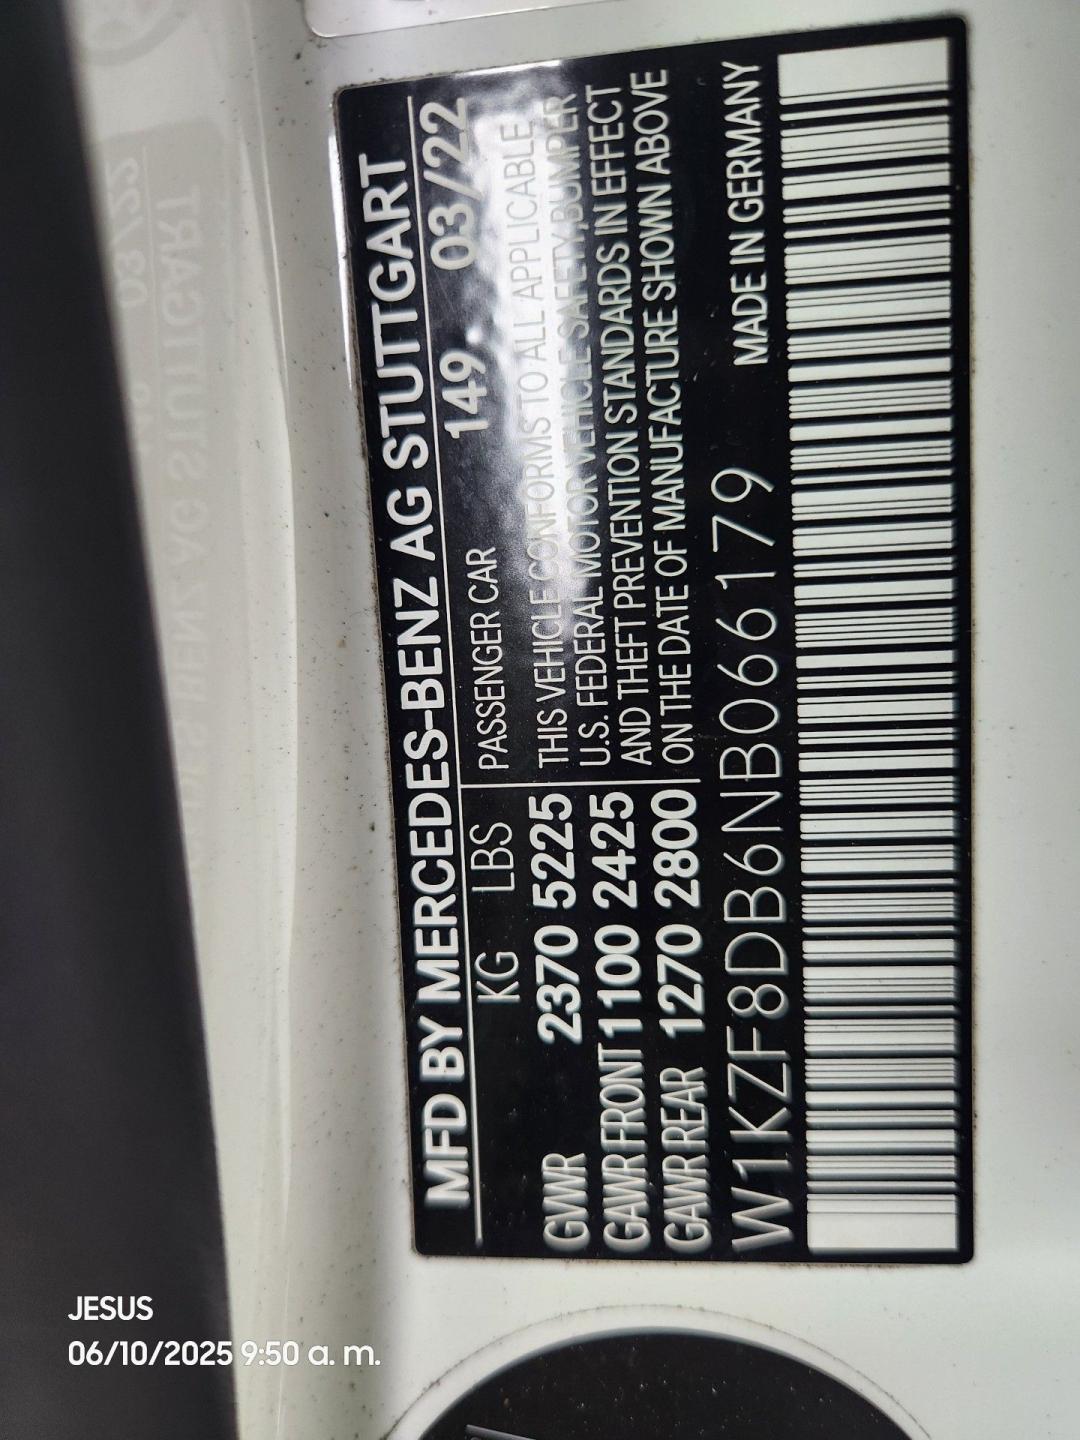 MFD BY MERCEDES-BENZ AG STUTTGART
KG LBS PASSENGER CAR 149. 03/22
GWR 2370 5225 THIS VEHICLE CONFORMS TO ALL APPLICABLE
GAWR FRONT 1100 2425 U.S. FEDERAL MOTOR VEHICLE SAFETY,BUMPER
AND THEFT PREVENTION STANDARDS IN EFFECT
GAWR REAR 1270 2800 ON THE DATE OF MANUFACTURE SHOWN ABOVE
W1KZF8DB6NB066179 MADE IN GERMANY
JESUS
06/10/2025 9:50 a. m.